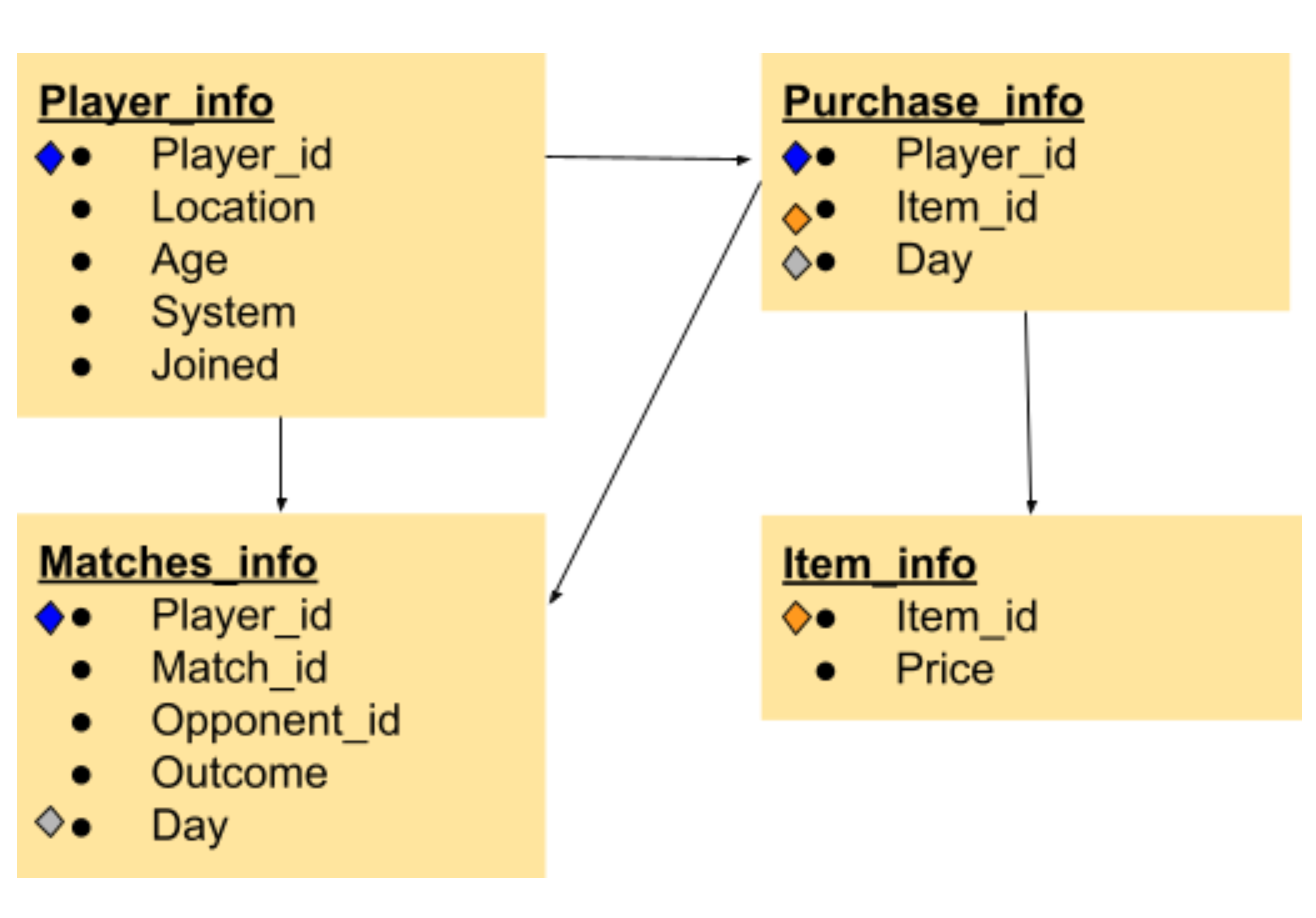 Player_info
Player_id
Location
Age
System
Joined
Purchase_info
Player_id
Item_id
Day
Matches_info
Player_id
Match_id
Opponent_id
Outcome
Day
Item_info
Item_id
Price